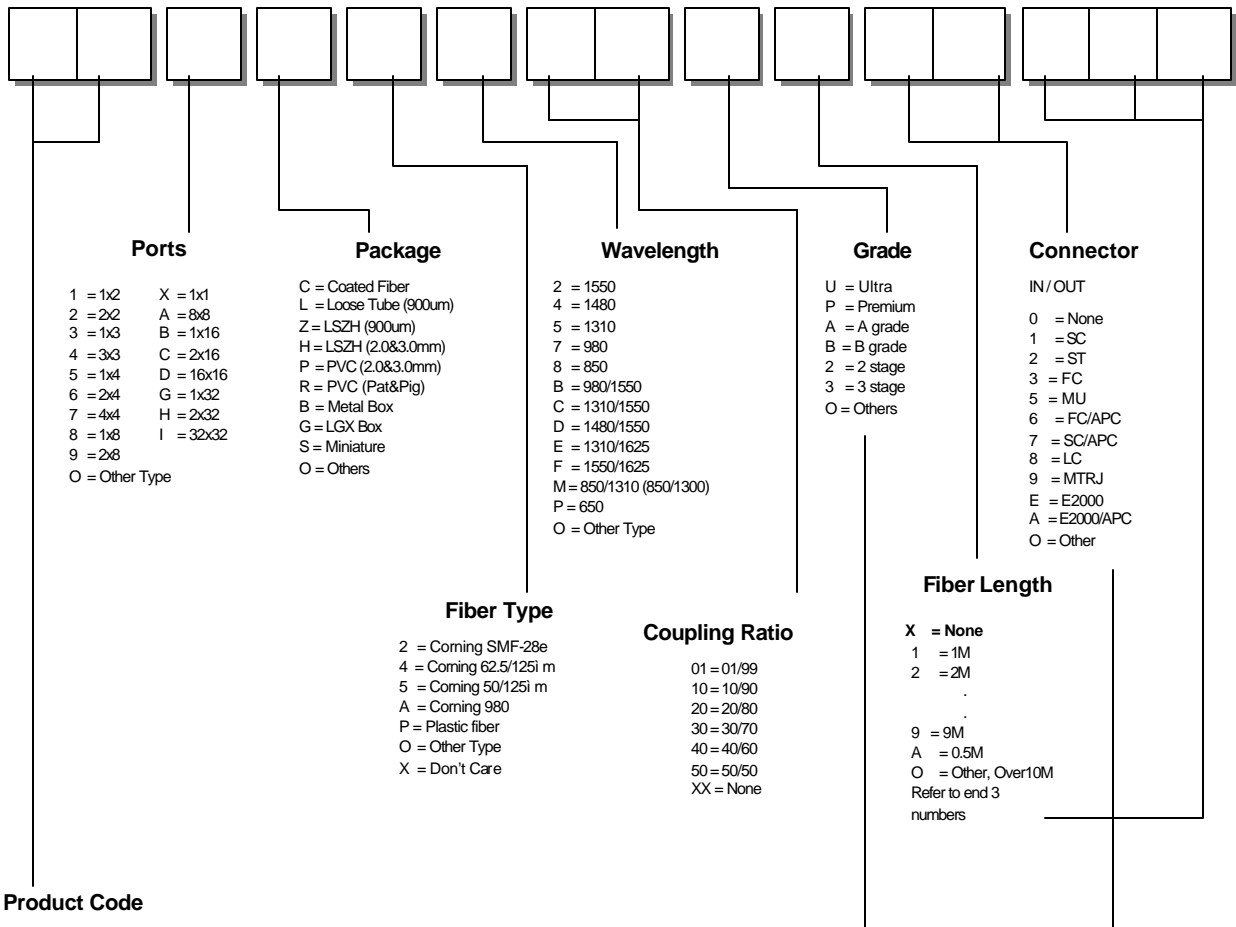 Ports
1 = 1x2 X = 1x1
2 = 2x2 A = 8x8
3 = 1x3 B = 1x16
4 = 3x3 C = 2x16
5 = 1x4 D = 16x16
6 = 2x4 G = 1x32
7 = 4x4 H = 2x32
8 = 1x8 I = 32x32
9 = 2x8
O = Other Type
Package
C = Coated Fiber
L = Loose Tube (900um)
Z = LSZH (900um)
H = LSZH (2.0&3.0mm)
P = PVC (2.0&3.0mm)
R = PVC (Pat&Pig)
B = Metal Box
G = LGX Box
S = Miniature
O = Others
Wavelength
2 = 1550
4 = 1480
5 = 1310
7 = 980
8 = 850
B = 980/1550
C = 1310/1550
D = 1480/1550
E = 1310/1625
F = 1550/1625
M = 850/1310 (850/1300)
P = 650
O = Other Type
Grade
U = Ultra
P = Premium
A = A grade
B = B grade
2 = 2 stage
3 = 3 stage
O = Others
Connector
IN / OUT
0 = None
1 = SC
2 = ST
3 = FC
5 = MU
6 = FC/APC
7 = SC/APC
8 = LC
9 = MTRJ
E = E2000
A = E2000/APC
O = Other
Fiber Type
2 = Corning SMF-28e
4 = Corning 62.5/125ì m
5 = Corning 50/125ì m
A = Corning 980
P = Plastic fiber
O = Other Type
X = Don't Care
Coupling Ratio
01 = 01/99
10 = 10/90
20 = 20/80
30 = 30/70
40 = 40/60
50 = 50/50
XX = None
Fiber Length
X = None
1 = 1M
2 = 2M
.
.
9 = 9M
A = 0.5M
O = Other, Over10M
Refer to end 3
numbers
Product Code